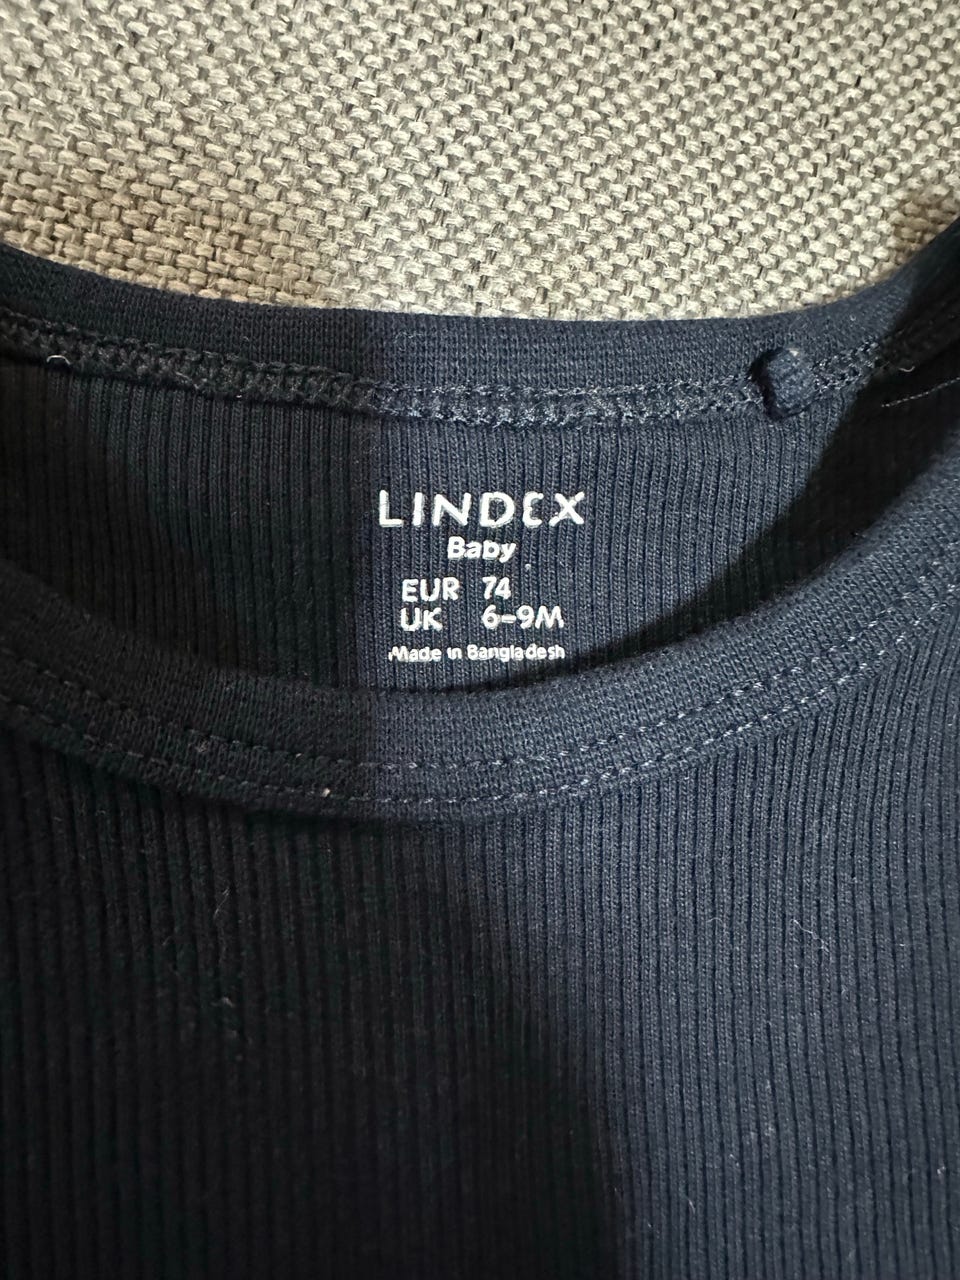 LINDEX
Baby
EUR 74
UK 6-9M
Made in Bangladesh